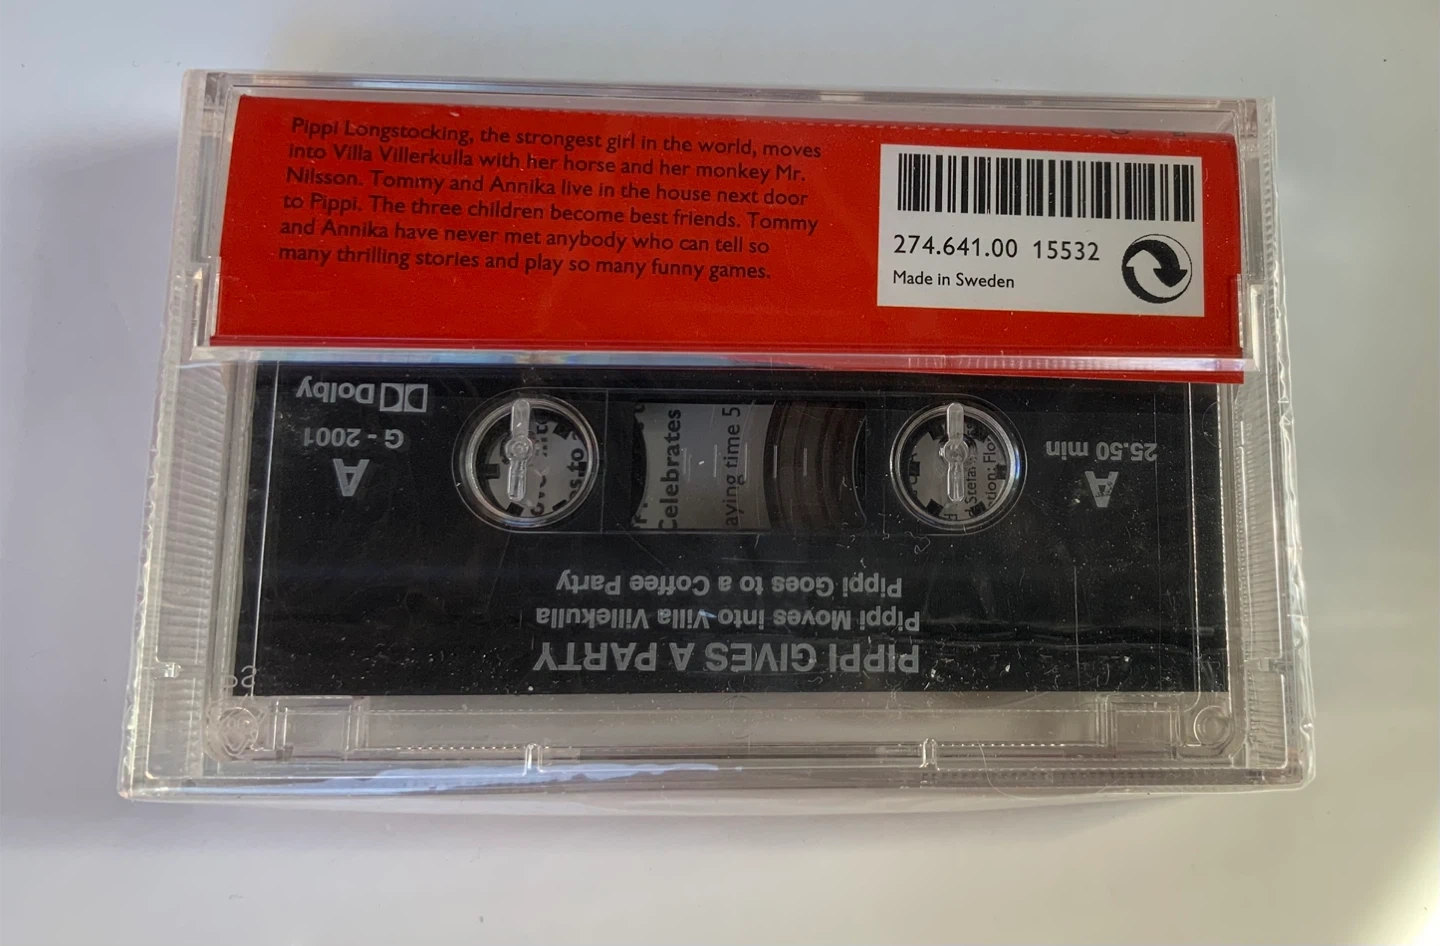 Pippi Longstocking, the strongest girl in the world, moves
into Villa Villerkulla with her horse and her monkey Mr.
Nilsson. Tommy and Annika live in the house next door
to Pippi. The three children become best friends. Tommy
and Annika have never met anybody who can tell so
many thrilling stories and play so many funny games.
274.641.00 15532
Made in Sweden
PIPPI GIVES A PARTY
Pippi Moves into Villa Villekulla
Pippi Goes to a Coffee Party
A
A
25.50 min
G - 2001
Dolby
Celebrates
aying time 5